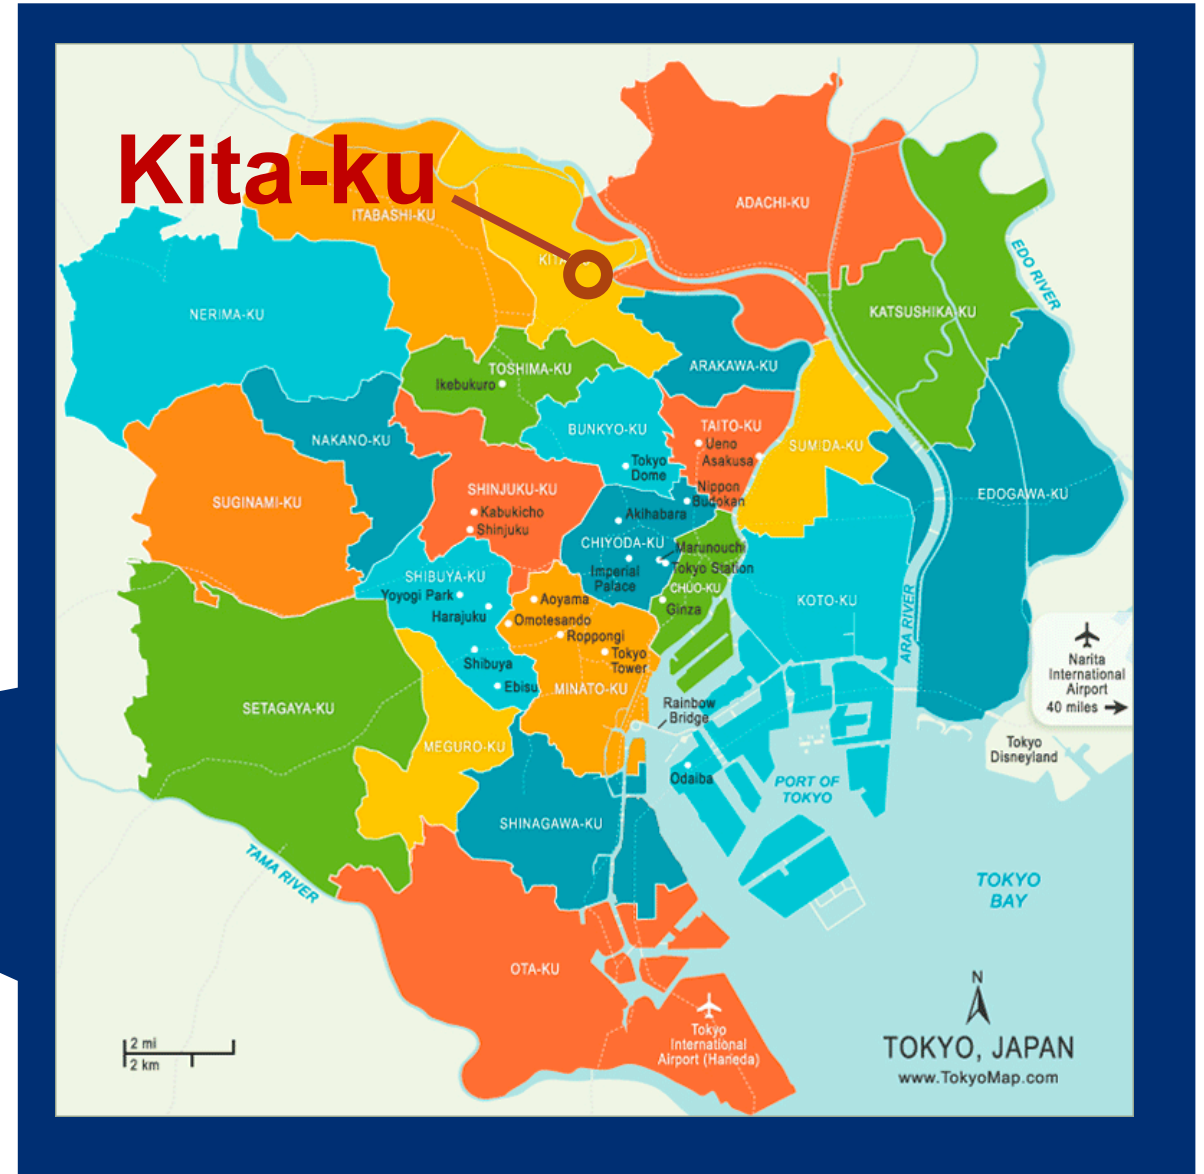 Kita-ku
ITABASHI-KU
ADACHI-KU
KITA
EDO RIVER
NERIMA-KU
KATSUSHIKA-KU
TOSHIMA-KU
Ikebukuro
ARAKAWA-KU
NAKANO-KU
BUNKYO-KU
TAITO-KU
Ueno
Asakusa
SUMIDA-KU
Tokyo
Dome
SUGINAMI-KU
SHINJUKU-KU
Kabukicho
Shinjuku
Nippon
Budokan
Akihabara
EDOGAWA-KU
CHIYODA-KU
Marunouchi
Tokyo Station
Imperial
Palace
SHIBUYA-KU
Yoyogi Park
Harajuku
Aoyama
Omotesando
Roppongi
CHUO-KU
Ginza
KOTO-KU
ARA RIVER
Shibuya
Ebisu
Tokyo
Tower
MINATO-KU
Narita
International
Airport
40 miles
SETAGAYA-KU
Rainbow
Bridge
MEGURO-KU
Tokyo
Disneyland
Odaiba
PORT OF
TOKYO
SHINAGAWA-KU
TAMA RIVER
TOKYO
BAY
OTA-KU
Tokyo
International
Airport (Haneda)
N
2 mi
2 km
TOKYO, JAPAN
www.TokyoMap.com